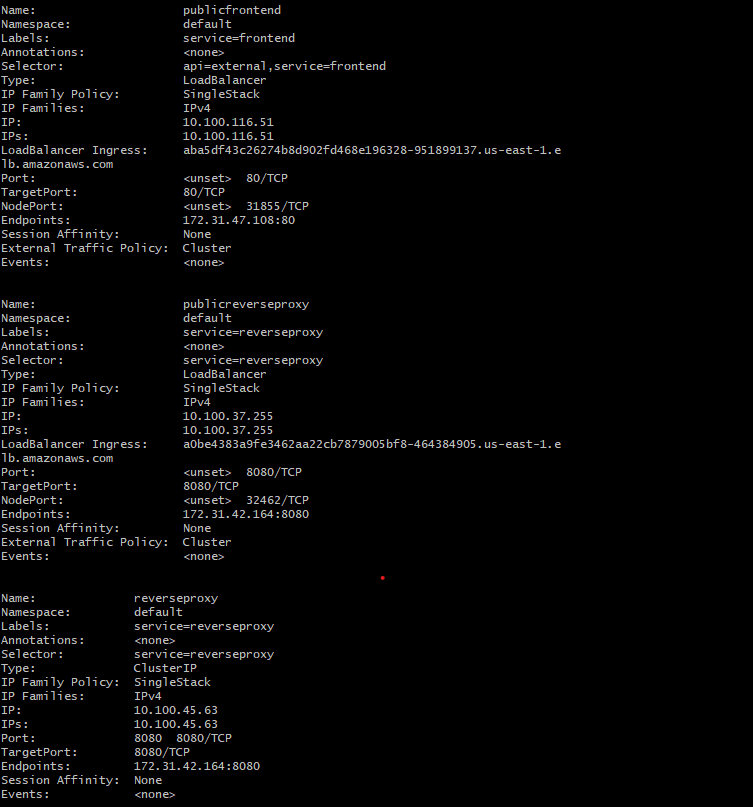 Name:                     publicfrontend
Namespace:                default
Labels:                   service=frontend
Annotations:              <none>
Selector:                 api=external,service=frontend
Type:                     LoadBalancer
IP Family Policy:         SingleStack
IP Families:              IPv4
IP:                       10.100.116.51
IPs:                      10.100.116.51
LoadBalancer Ingress:     aba5df43c26274b8d902fd468e196328-951899137.us-east-1.e
lb.amazonaws.com
Port:                     <unset>  80/TCP
TargetPort:               80/TCP
NodePort:                 <unset>  31855/TCP
Endpoints:                172.31.47.108:80
Session Affinity:         None
External Traffic Policy:  Cluster
Events:                   <none>

Name:                     publicreverseproxy
Namespace:                default
Labels:                   service=reverseproxy
Annotations:              <none>
Selector:                 service=reverseproxy
Type:                     LoadBalancer
IP Family Policy:         SingleStack
IP Families:              IPv4
IP:                       10.100.37.255
IPs:                      10.100.37.255
LoadBalancer Ingress:     a0be4383a9fe3462aa22cb7879005bf8-464384905.us-east-1.e
lb.amazonaws.com
Port:                     <unset>  8080/TCP
TargetPort:               8080/TCP
NodePort:                 <unset>  32462/TCP
Endpoints:                172.31.42.164:8080
Session Affinity:         None
External Traffic Policy:  Cluster
Events:                   <none>

Name:              reverseproxy
Namespace:         default
Labels:            service=reverseproxy
Annotations:       <none>
Selector:          service=reverseproxy
Type:              ClusterIP
IP Family Policy:  SingleStack
IP Families:       IPv4
IP:                10.100.45.63
IPs:               10.100.45.63
Port:              8080  8080/TCP
TargetPort:        8080/TCP
Endpoints:         172.31.42.164:8080
Session Affinity:  None
Events:            <none>